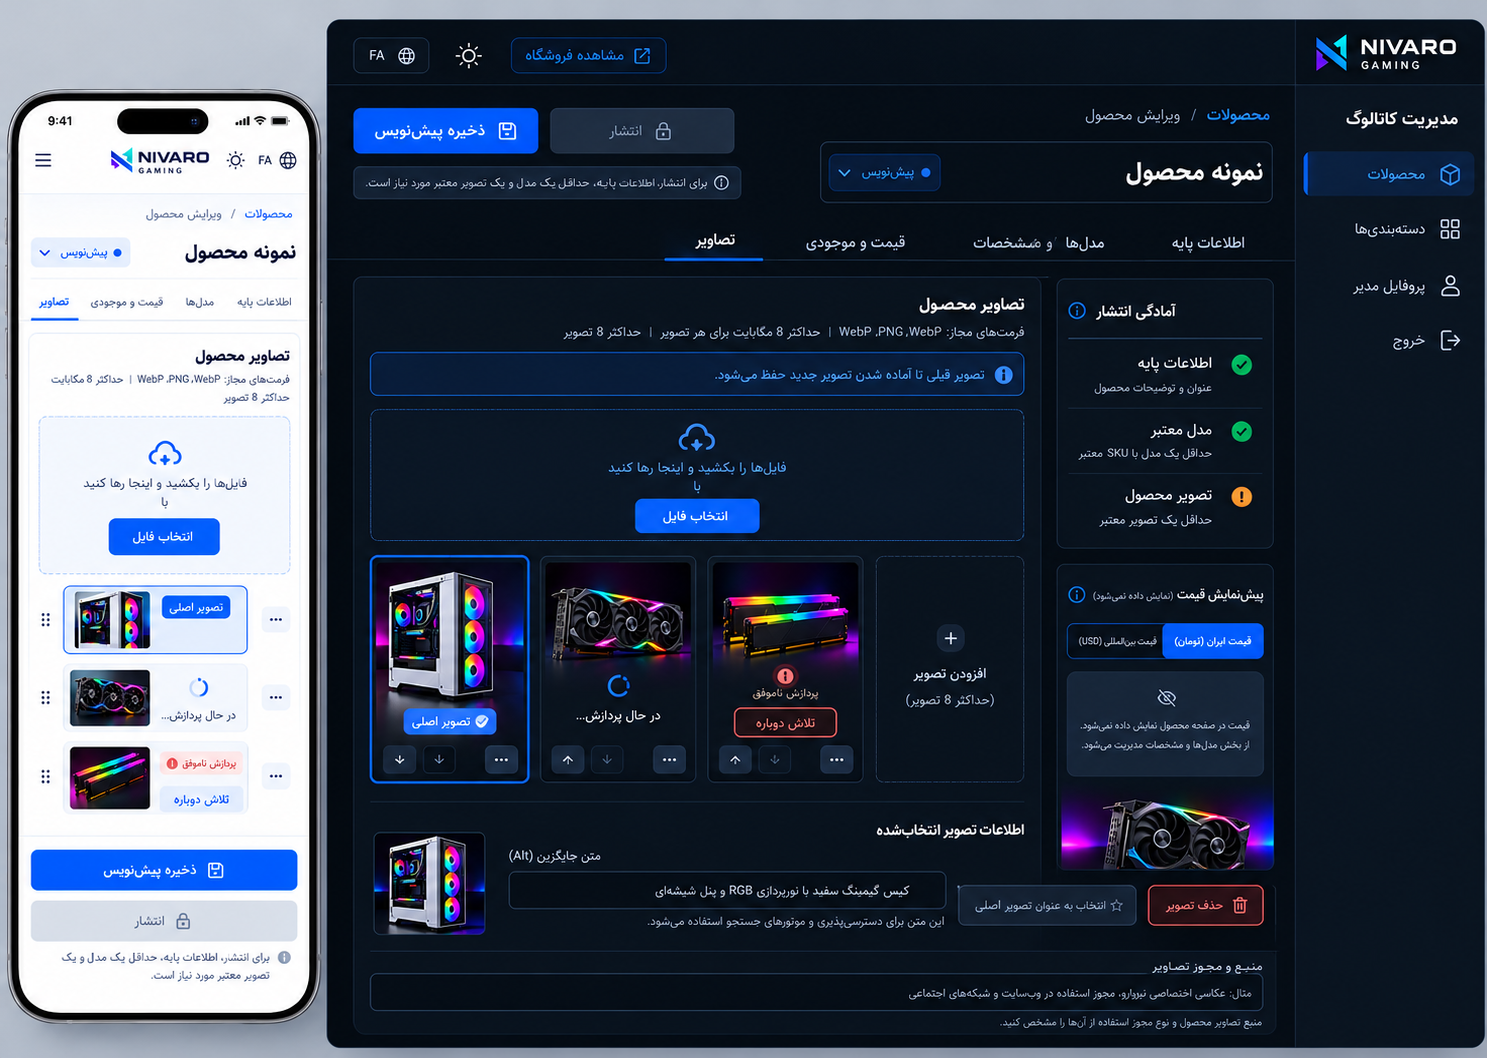 9:41
NIVARO
GAMING
FA
محصولات / ویرایش محصول
نمونه محصول
پیش‌نویس
اطلاعات پایه
مدل‌ها
قیمت و موجودی
تصاویر
تصاویر محصول
فرمت‌های مجاز: WebP ,PNG ,WebP | حداکثر 8 مگابایت
حداکثر 8 تصویر
فایل‌ها را بکشید و اینجا رها کنید
یا
انتخاب فایل
تصویر اصلی
در حال پردازش...
پردازش ناموفق
تلاش دوباره
ذخیره پیش‌نویس
انتشار
برای انتشار، اطلاعات پایه، حداقل یک مدل و یک
تصویر معتبر مورد نیاز است.
NIVARO
GAMING
مدیریت کاتالوگ
محصولات
دسته‌بندی‌ها
پروفایل مدیر
خروج
FA
مشاهده فروشگاه
محصولات / ویرایش محصول
ذخیره پیش‌نویس
انتشار
برای انتشار، اطلاعات پایه، حداقل یک مدل و یک تصویر معتبر مورد نیاز است.
نمونه محصول
پیش‌نویس
اطلاعات پایه
مدل‌ها و مشخصات
قیمت و موجودی
تصاویر
آمادگی انتشار
اطلاعات پایه
عنوان و توضیحات محصول
مدل معتبر
حداقل یک مدل با SKU معتبر
تصویر محصول
حداقل یک تصویر معتبر
پیش‌نمایش قیمت (نمایش داده نمی‌شود)
قیمت ایران (تومان)
قیمت بین‌المللی (USD)
قیمت در صفحه محصول نمایش داده نمی‌شود.
از بخش مدل‌ها و مشخصات مدیریت می‌شود.
تصاویر محصول
فرمت‌های مجاز: WebP ,PNG ,WebP | حداکثر 8 مگابایت برای هر تصویر | حداکثر 8 تصویر
تصویر قبلی تا آماده شدن تصویر جدید حفظ می‌شود.
فایل‌ها را بکشید و اینجا رها کنید
یا
انتخاب فایل
افزودن تصویر
(حداکثر 8 تصویر)
پردازش ناموفق
تلاش دوباره
در حال پردازش...
تصویر اصلی
اطلاعات تصویر انتخاب‌شده
متن جایگزین (Alt)
کیس گیمینگ سفید با نورپردازی RGB و پنل شیشه‌ای
این متن برای دسترسی‌پذیری و موتورهای جستجو استفاده می‌شود.
انتخاب به عنوان تصویر اصلی
حذف تصویر
منبع و مجوز تصاویر
مثال: عکاسی اختصاصی نیروارو، مجوز استفاده در وب‌سایت و شبکه‌های اجتماعی
منبع تصاویر محصول و نوع مجوز استفاده از آن‌ها را مشخص کنید.